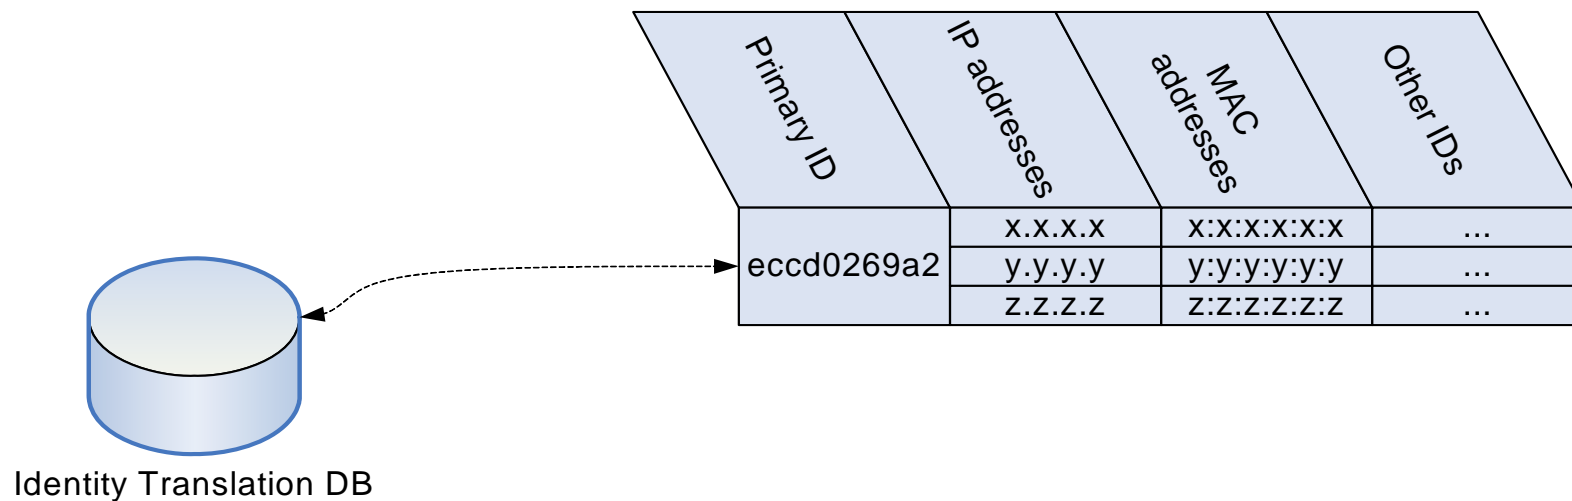 Primary ID
IP addresses
MAC
addresses
Other IDs
eccd0269a2
x.x.x.x
x:x:x:x:x:x
...
y.y.y.y
y:y:y:y:y:y
...
z.z.z.z
z:z:z:z:z:z
...
Identity Translation DB